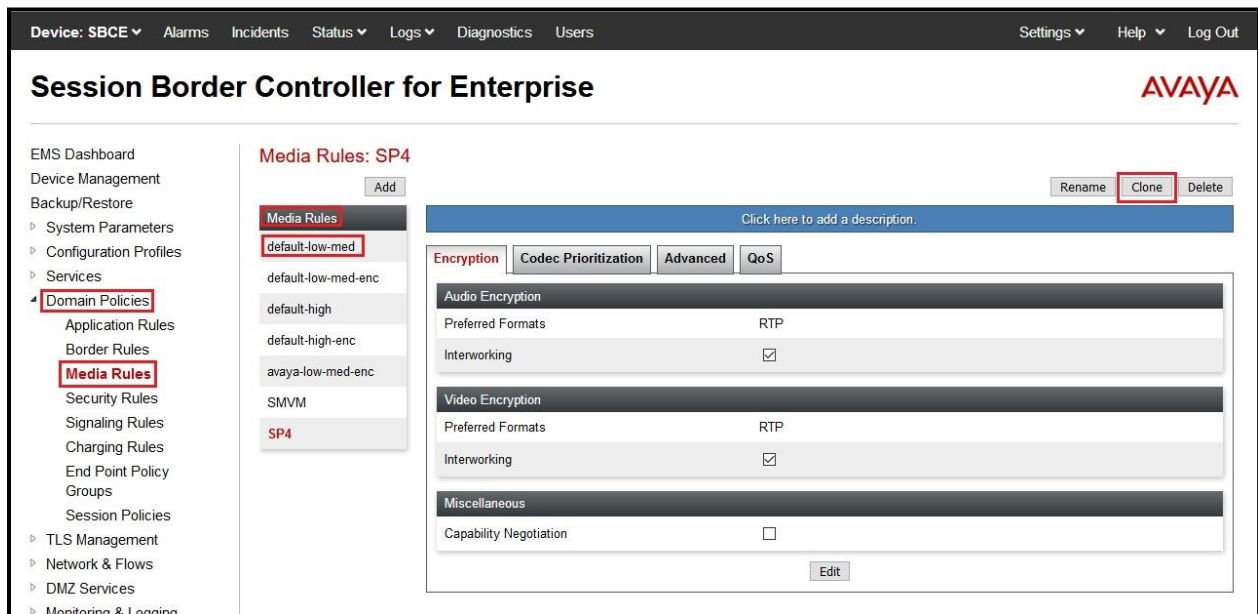 Device: SBCE Alarms Incidents Status Logs Diagnostics Users Settings Help Log Out
Session Border Controller for Enterprise
AVAYA
EMS Dashboard
Device Management
Backup/Restore
System Parameters
Configuration Profiles
Services
Domain Policies
Application Rules
Border Rules
Media Rules
Security Rules
Signaling Rules
Charging Rules
End Point Policy
Groups
Session Policies
TLS Management
Network & Flows
DMZ Services
Monitoring & Logging
Media Rules: SP4
Add
Rename Clone Delete
Media Rules
default-low-med
default-low-med-enc
default-high
default-high-enc
avaya-low-med-enc
SMVM
SP4
Click here to add a description.
Encryption Codec Prioritization Advanced QoS
Audio Encryption
Preferred Formats RTP
Interworking
Video Encryption
Preferred Formats RTP
Interworking
Miscellaneous
Capability Negotiation
Edit